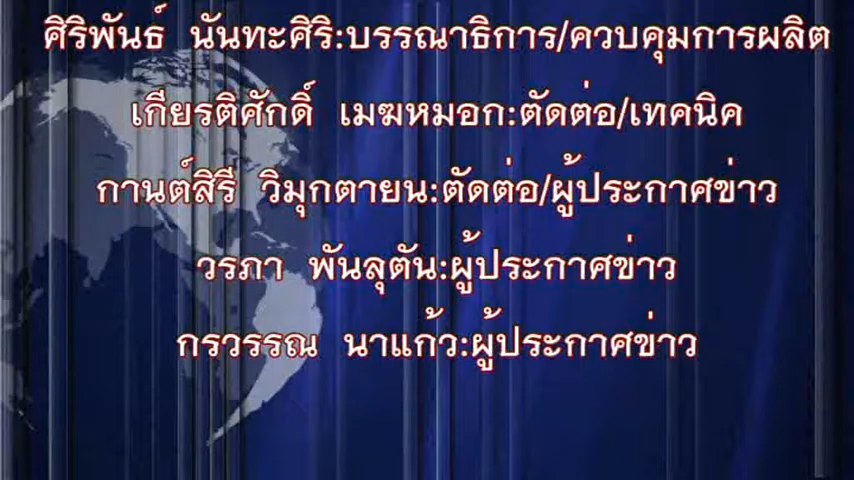 ศิริพันธ์ นันทะศิริ:บรรณาธิการ/ควบคุมการผลิต
เกียรติศักดิ์ เมฆหมอก:ตัดต่อ/เทคนิค
กานต์สิรี วิมุกตายน:ตัดต่อ/ผู้ประกาศข่าว
วรภา พันลุตัน:ผู้ประกาศข่าว
กรวรรณ นาแก้ว:ผู้ประกาศข่าว